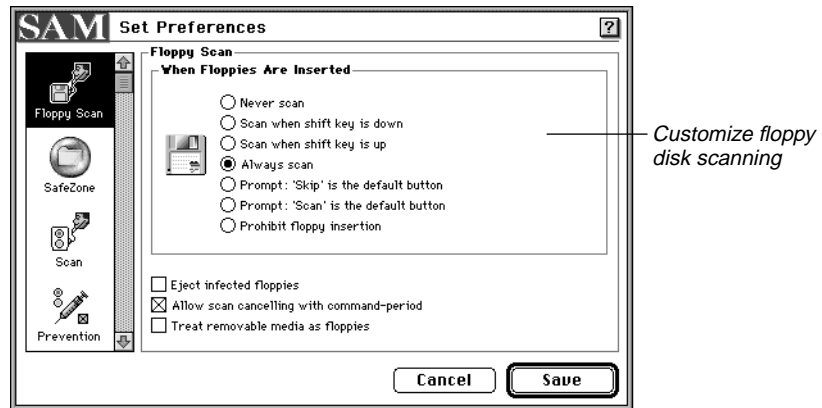 SAM Set Preferences ?
Floppy Scan
SafeZone
Scan
Prevention
Floppy Scan
When Floppies Are Inserted
Never scan
Scan when shift key is down
Scan when shift key is up
Always scan
Prompt: 'Skip' is the default button
Prompt: 'Scan' is the default button
Prohibit floppy insertion
Eject infected floppies
Allow scan cancelling with command-period
Treat removable media as floppies
Cancel Save
Customize floppy
disk scanning